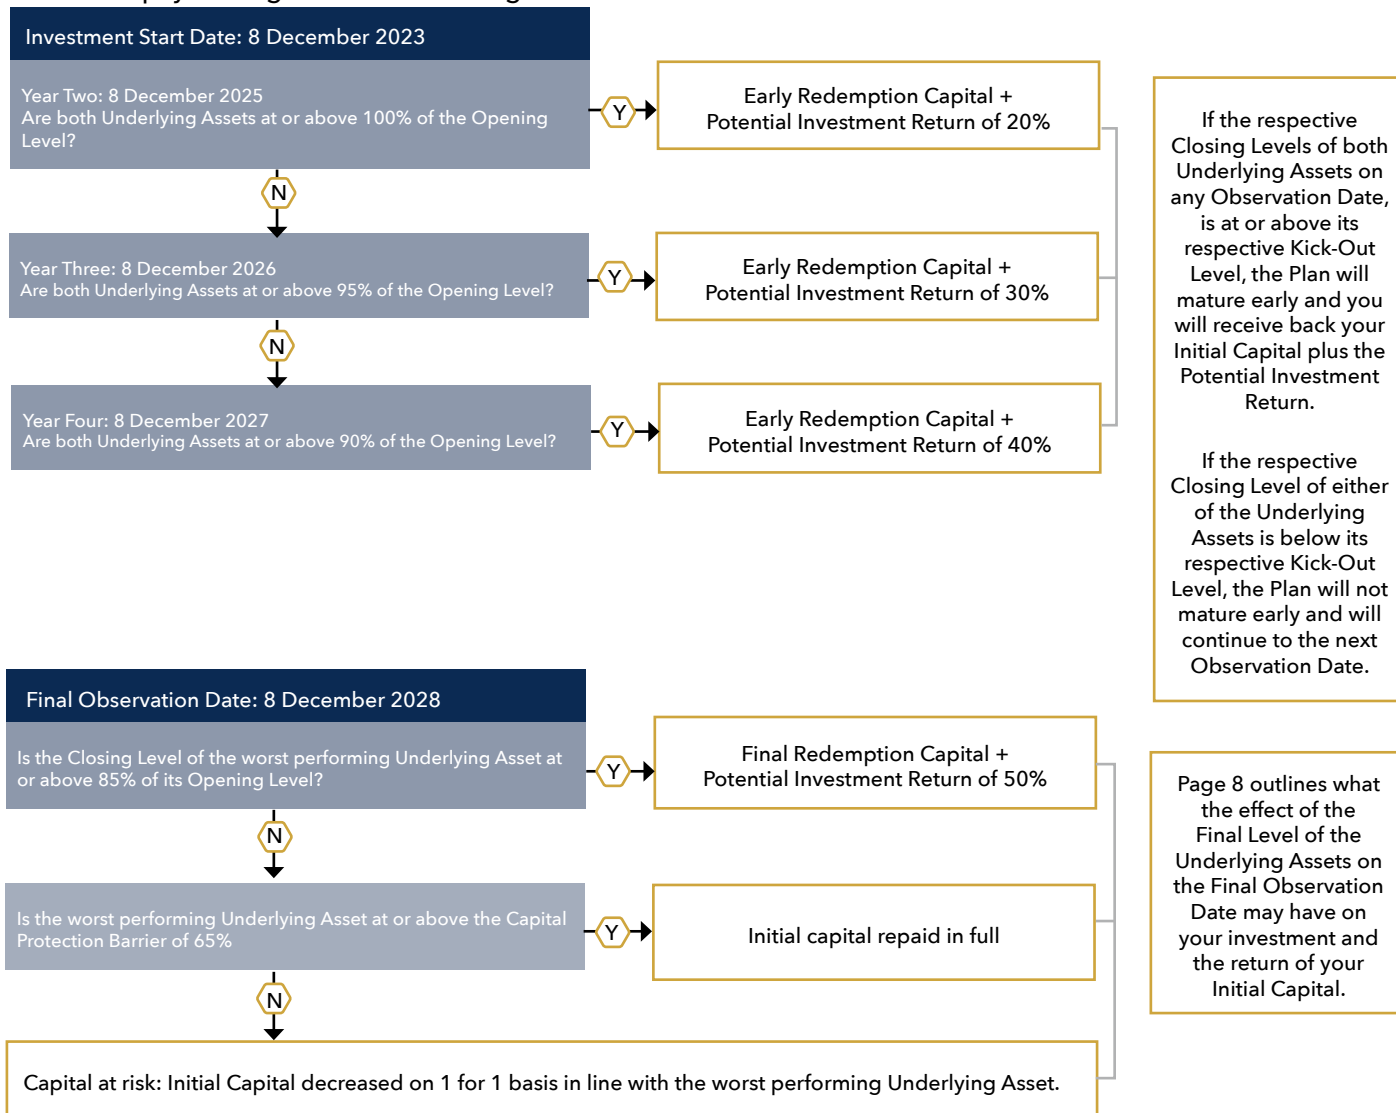 Investment Start Date: 8 December 2023
Year Two: 8 December 2025
Are both Underlying Assets at or above 100% of the Opening
Level?
Y
Early Redemption Capital +
Potential Investment Return of 20%
N
Year Three: 8 December 2026
Are both Underlying Assets at or above 95% of the Opening Level?
Y
Early Redemption Capital +
Potential Investment Return of 30%
N
Year Four: 8 December 2027
Are both Underlying Assets at or above 90% of the Opening Level?
Y
Early Redemption Capital +
Potential Investment Return of 40%
If the respective
Closing Levels of both
Underlying Assets on
any Observation Date,
is at or above its
respective Kick-Out
Level, the Plan will
mature early and you
will receive back your
Initial Capital plus the
Potential Investment
Return.
If the respective
Closing Level of either
of the Underlying
Assets is below its
respective Kick-Out
Level, the Plan will not
mature early and will
continue to the next
Observation Date.
Final Observation Date: 8 December 2028
Is the Closing Level of the worst performing Underlying Asset at
or above 85% of its Opening Level?
Y
Final Redemption Capital +
Potential Investment Return of 50%
N
Is the worst performing Underlying Asset at or above the Capital
Protection Barrier of 65%
Y
Initial capital repaid in full
N
Capital at risk: Initial Capital decreased on 1 for 1 basis in line with the worst performing Underlying Asset.
Page 8 outlines what
the effect of the
Final Level of the
Underlying Assets on
the Final Observation
Date may have on
your investment and
the return of your
Initial Capital.